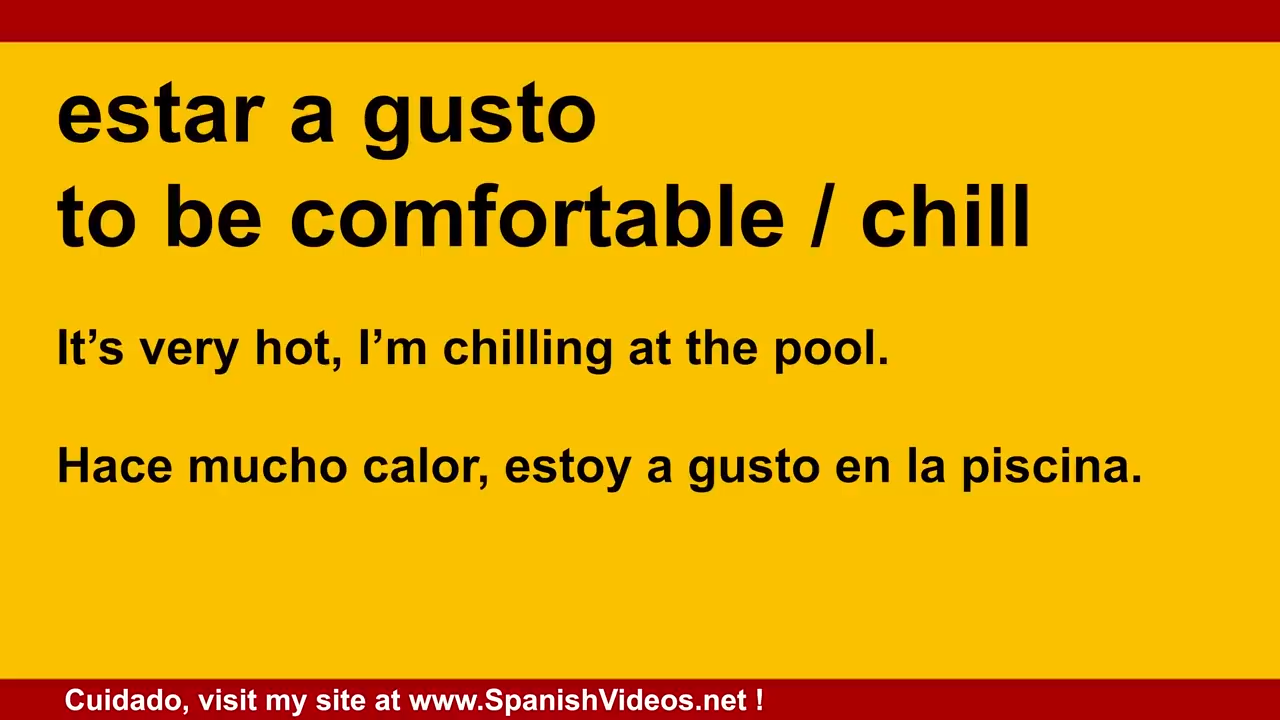 estar a gusto
to be comfortable / chill
It’s very hot, I’m chilling at the pool.
Hace mucho calor, estoy a gusto en la piscina.
Cuidado, visit my site at www.SpanishVideos.net !